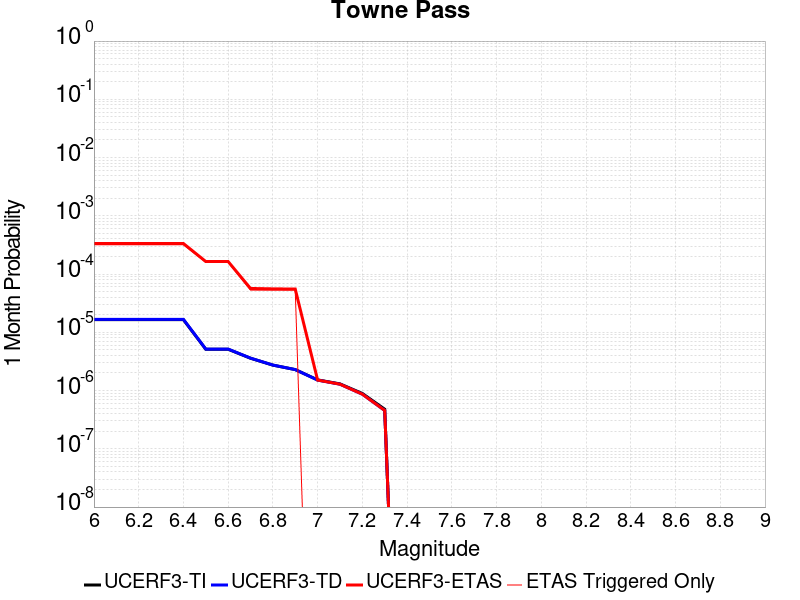 Towne Pass
1 Month Probability
10^0
10^-1
10^-2
10^-3
10^-4
10^-5
10^-6
10^-7
10^-8
6 6.2 6.4 6.6 6.8 7 7.2 7.4 7.6 7.8 8 8.2 8.4 8.6 8.8 9
Magnitude
UCERF3-TI UCERF3-TD UCERF3-ETAS ETAS Triggered Only